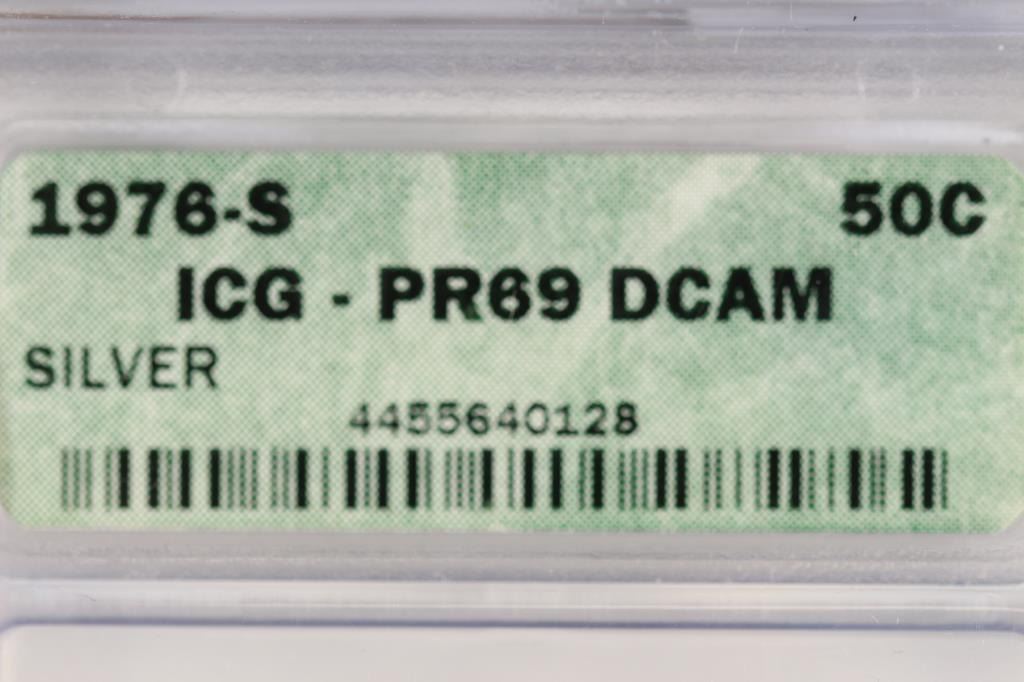 1976-S 50C
ICG - PR69 DCAM
SILVER
4455640128